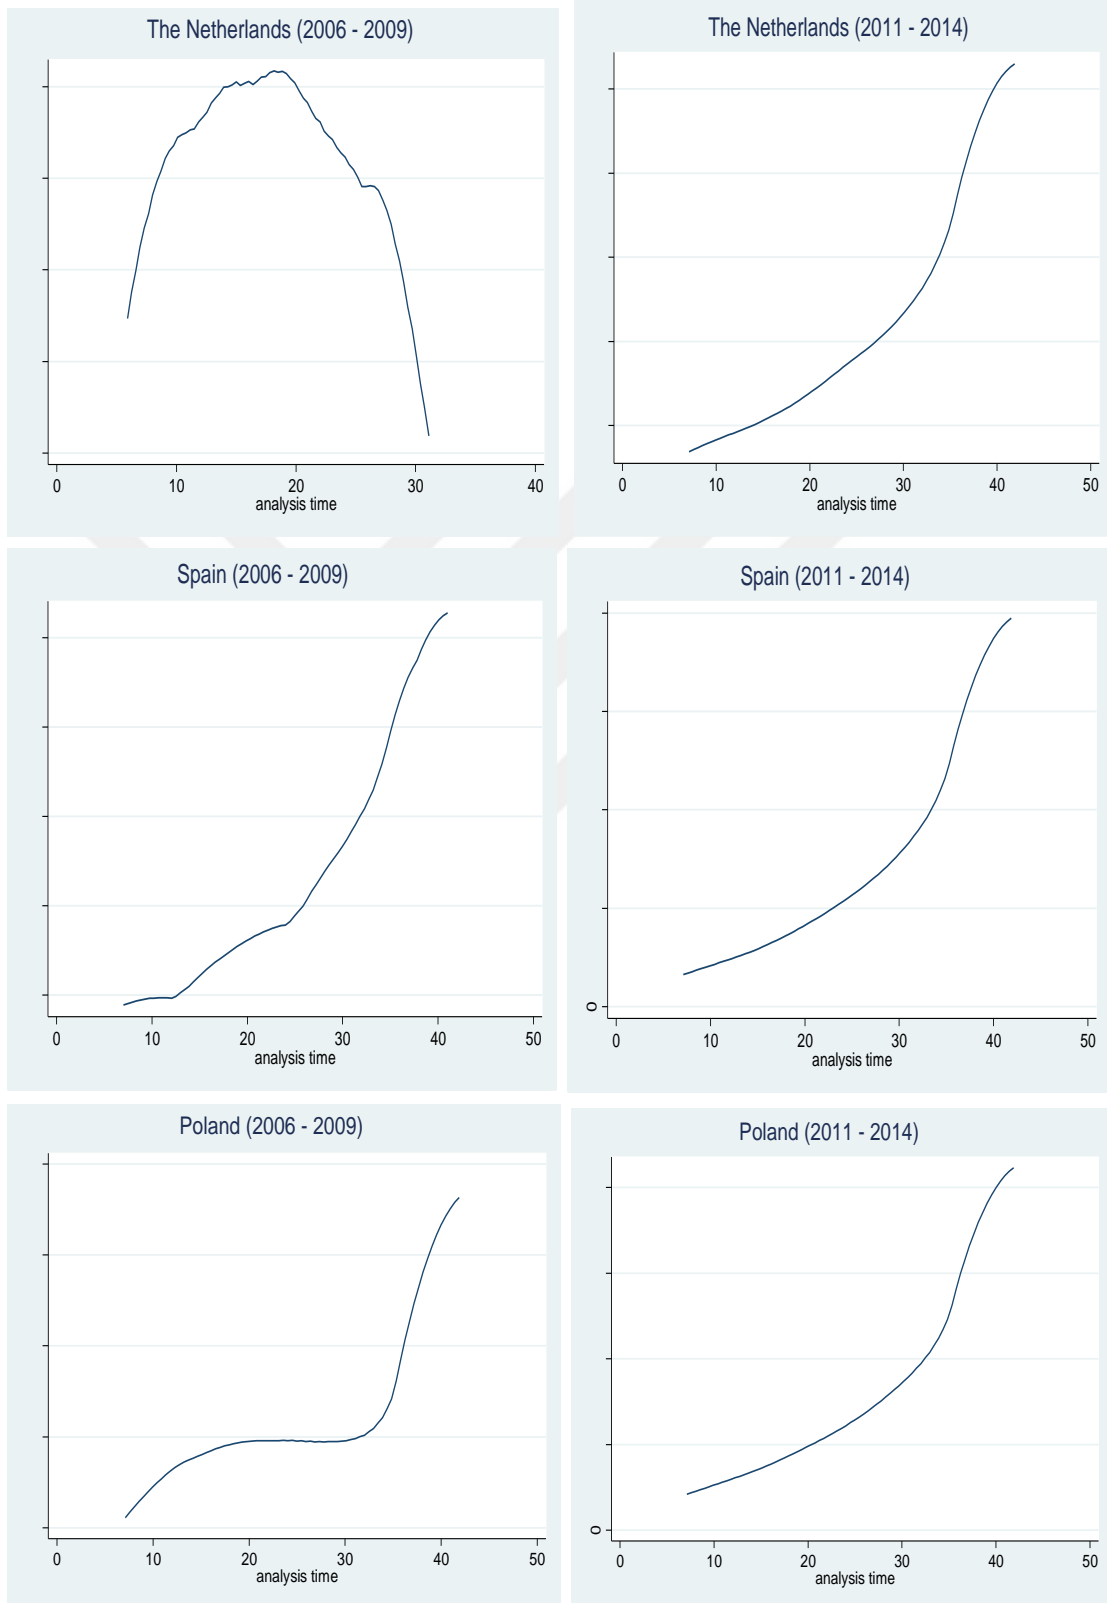 The Netherlands (2006 - 2009)
0 10 20 30 40
analysis time
The Netherlands (2011 - 2014)
0 10 20 30 40 50
analysis time
Spain (2006 - 2009)
0 10 20 30 40 50
analysis time
Spain (2011 - 2014)
0
0 10 20 30 40 50
analysis time
Poland (2006 - 2009)
0 10 20 30 40 50
analysis time
Poland (2011 - 2014)
0
0 10 20 30 40 50
analysis time